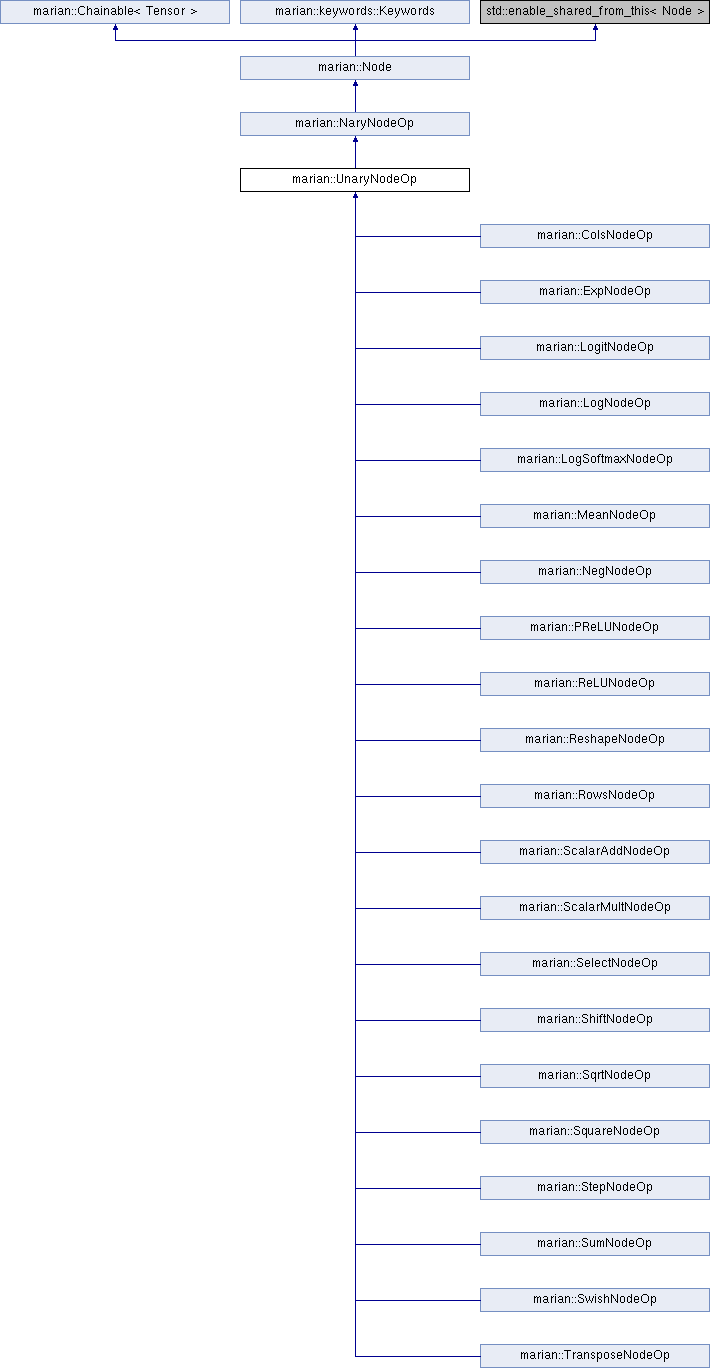 marian::Chainable< Tensor >
marian::keywords::Keywords
std::enable_shared_from_this< Node >
marian::Node
marian::NaryNodeOp
marian::UnaryNodeOp
marian::ColsNodeOp
marian::ExpNodeOp
marian::LogitNodeOp
marian::LogNodeOp
marian::LogSoftmaxNodeOp
marian::MeanNodeOp
marian::NegNodeOp
marian::PReLUNodeOp
marian::ReLUNodeOp
marian::ReshapeNodeOp
marian::RowsNodeOp
marian::ScalarAddNodeOp
marian::ScalarMultNodeOp
marian::SelectNodeOp
marian::ShiftNodeOp
marian::SqrtNodeOp
marian::SquareNodeOp
marian::StepNodeOp
marian::SumNodeOp
marian::SwishNodeOp
marian::TransposeNodeOp